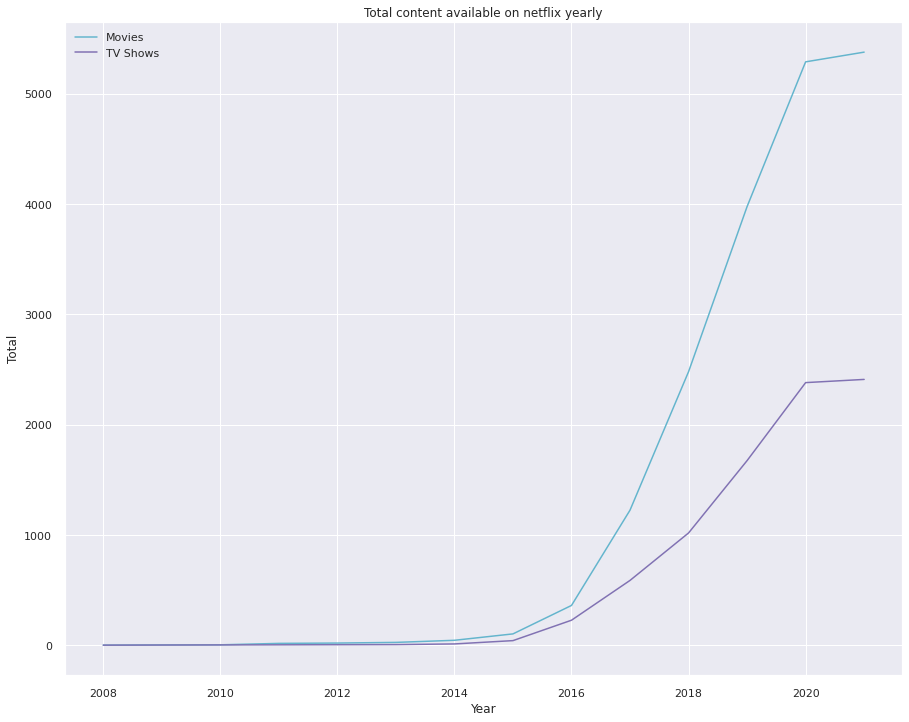 Total content available on netflix yearly
Movies
TV Shows
5000
4000
3000
2000
1000
0
Total
2008 2010 2012 2014 2016 2018 2020
Year